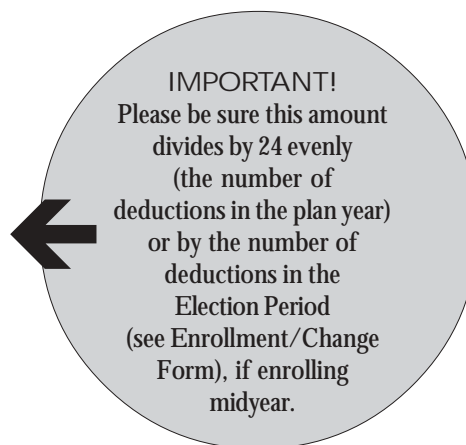 IMPORTANT!
Please be sure this amount
divides by 24 evenly
(the number of
deductions in the plan year)
or by the number of
deductions in the
Election Period
(see Enrollment/Change
Form), if enrolling
midyear.